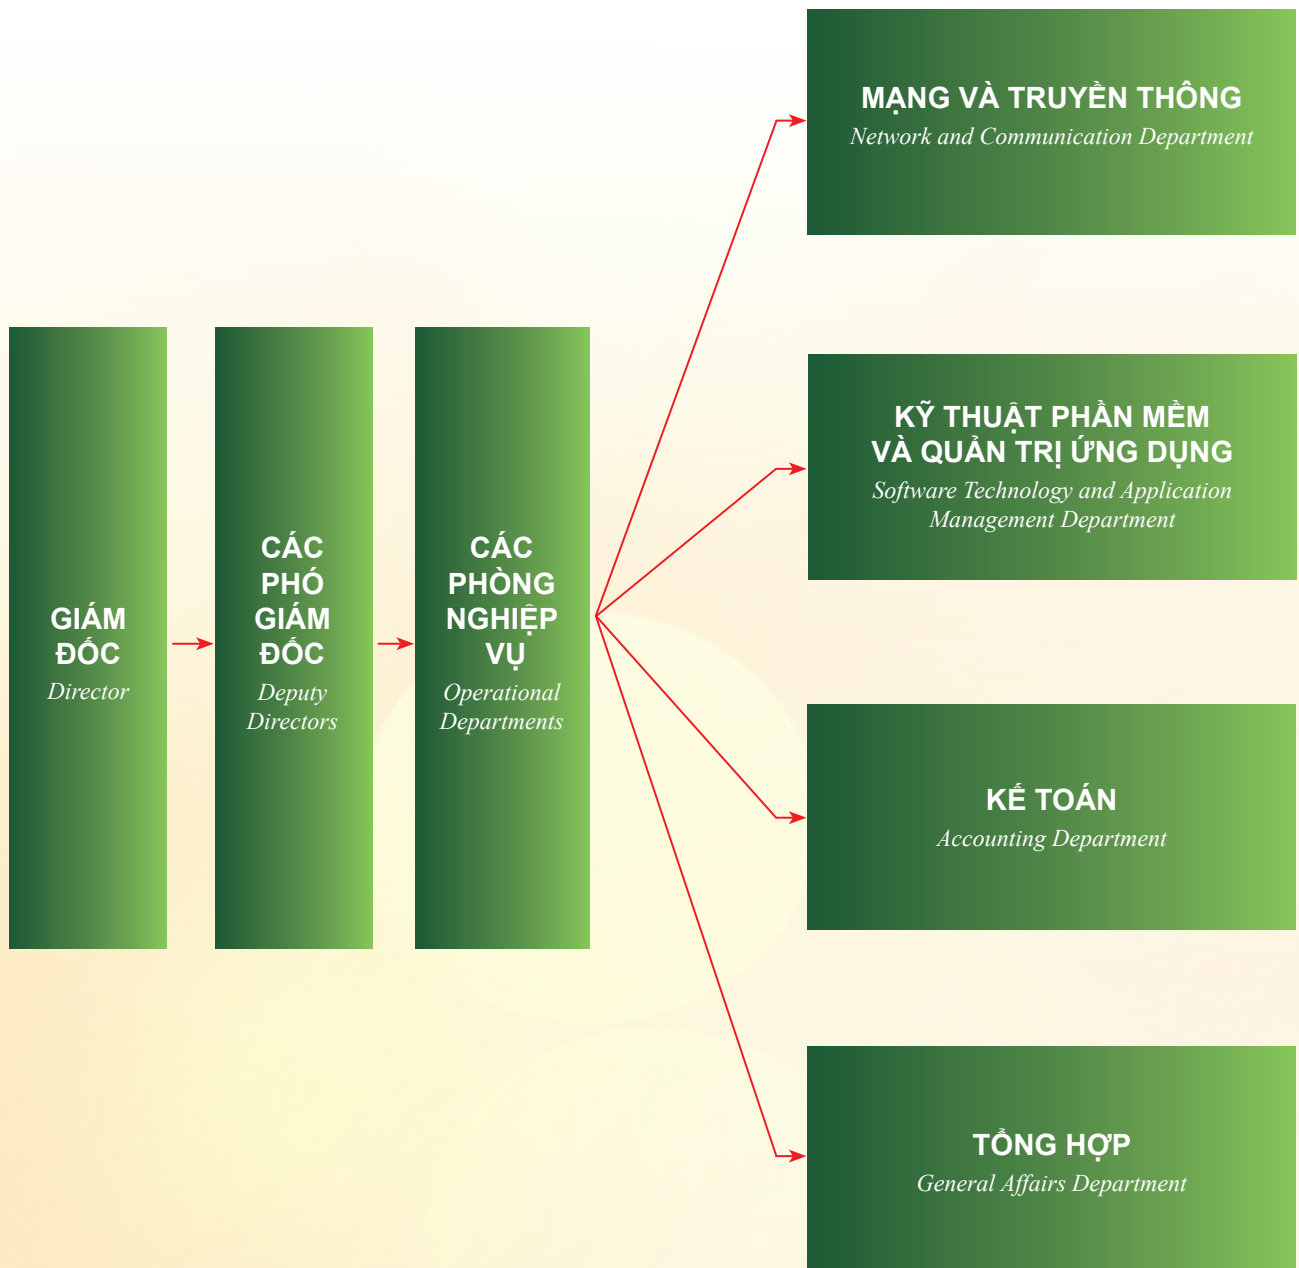 GIÁM
ĐỐC
Director
CÁC
PHÓ
GIÁM
ĐỐC
Deputy
Directors
CÁC
PHÒNG
NGHIỆP
VỤ
Operational
Departments
MẠNG VÀ TRUYỀN THÔNG
Network and Communication Department
KỸ THUẬT PHẦN MỀM
VÀ QUẢN TRỊ ỨNG DỤNG
Software Technology and Application
Management Department
KẾ TOÁN
Accounting Department
TỔNG HỢP
General Affairs Department